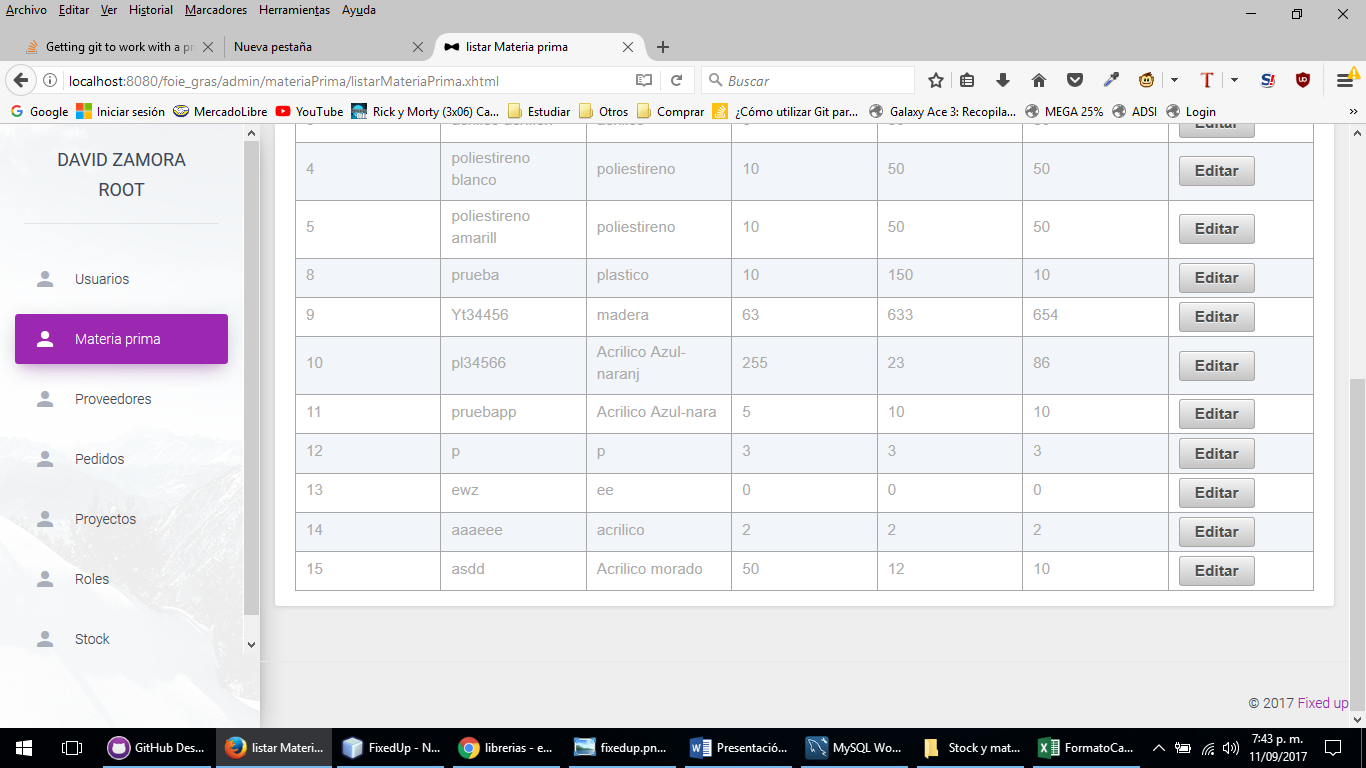 Archivo Editar Ver Historial Marcadores Herramientas Ayuda
Getting git to work with a pr
Nueva pestaña
listar Materia prima
localhost:8080/foie_gras/admin/materiaPrima/listarMateriaPrima.xhtml
Buscar
Google Iniciar sesión MercadoLibre YouTube Rick y Morty (3x06) Ca... Estudiar Otros Comprar ¿Cómo utilizar Git par... Galaxy Ace 3: Recopila... MEGA 25% ADSI Login
DAVID ZAMORA
ROOT
Usuarios
Materia prima
Proveedores
Pedidos
Proyectos
Roles
Stock
Editar
4 poliestireno blanco poliestireno 10 50 50 Editar
5 poliestireno amarill poliestireno 10 50 50 Editar
8 prueba plastico 10 150 10 Editar
9 Yt34456 madera 63 633 654 Editar
10 pl34566 Acrilico Azul-naranj 255 23 86 Editar
11 pruebapp Acrilico Azul-nara 5 10 10 Editar
12 p p 3 3 3 Editar
13 ewz ee 0 0 0 Editar
14 aaaeee acrilico 2 2 2 Editar
15 asdd Acrilico morado 50 12 10 Editar
© 2017 Fixed up
GitHub Des... listar Materi... FixedUp - N... librerias - e... fixedup.pn... Presentació... MySQL Wo... Stock y mat... FormatoCa...
7:43 p. m.
11/09/2017